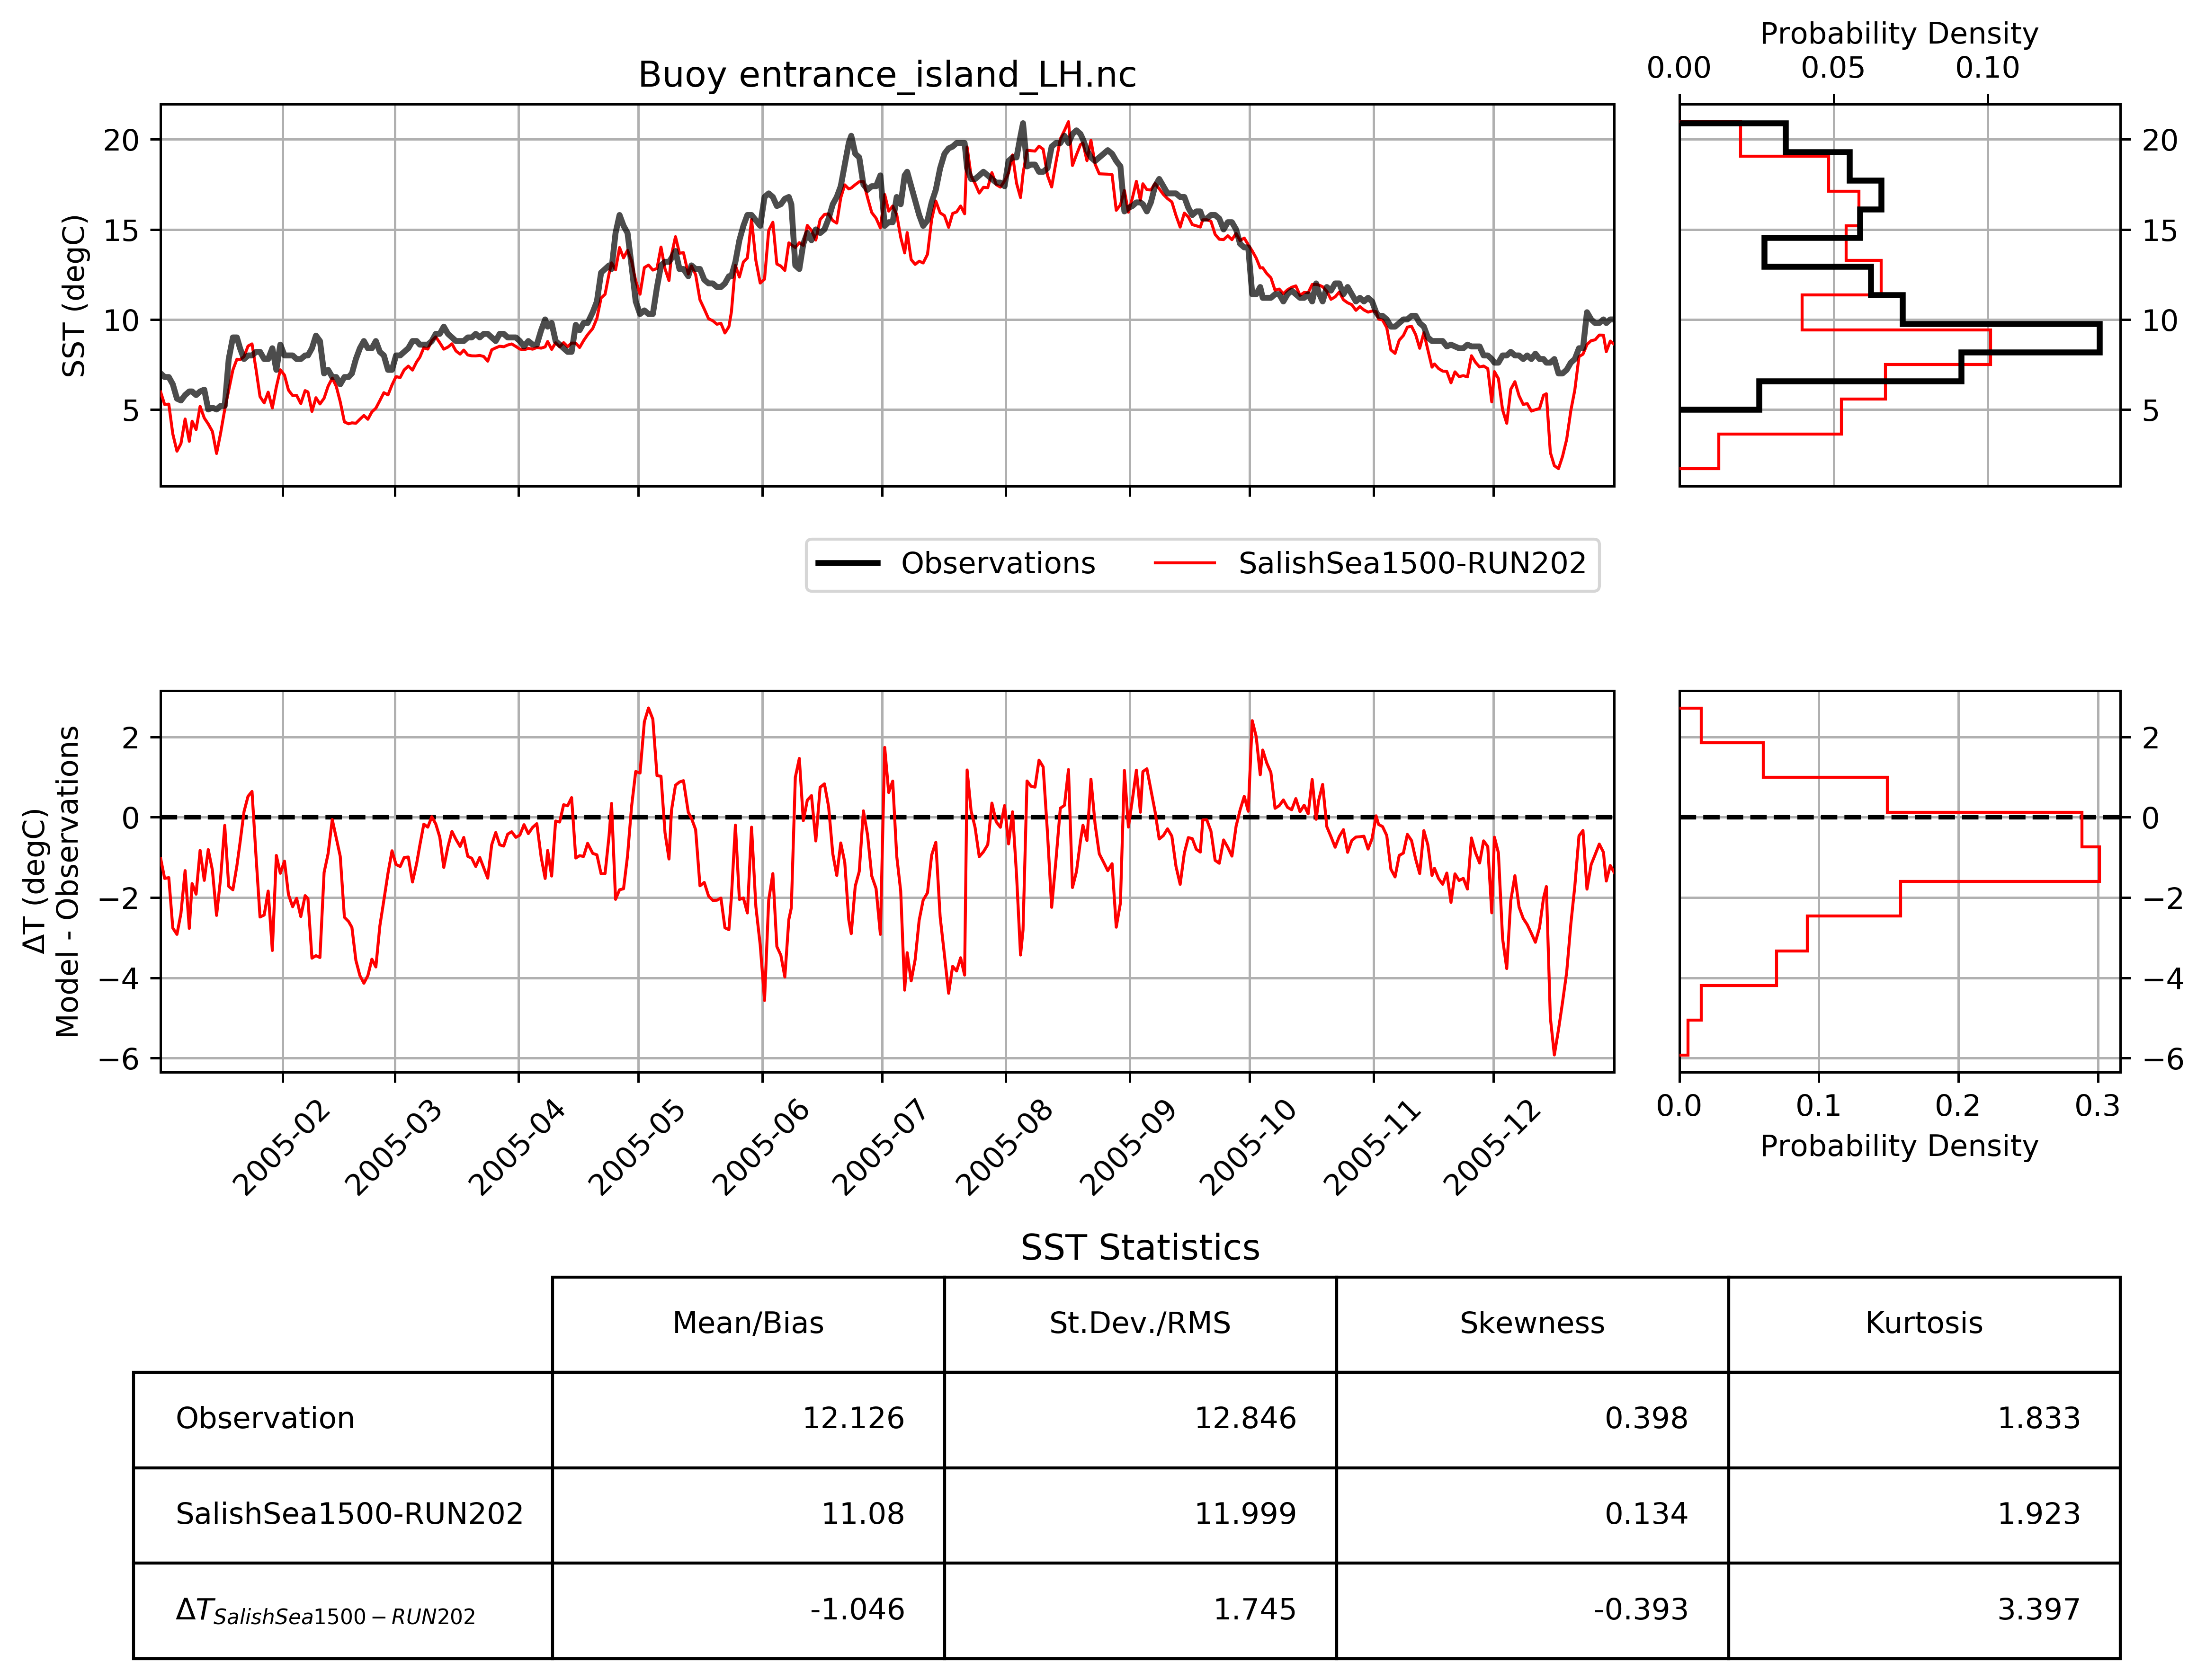 Probability Density
0.00 0.05 0.10
Buoy entrance_island_LH.nc
SST (degC)
20
15
10
5
20
15
10
5
Observations SalishSea1500-RUN202
ΔT (degC)
Model - Observations
2
0
−2
−4
−6
2
0
−2
−4
−6
0.0 0.1 0.2 0.3
Probability Density
2005-02 2005-03 2005-04 2005-05 2005-06 2005-07 2005-08 2005-09 2005-10 2005-11 2005-12
SST Statistics
Mean/Bias St.Dev./RMS Skewness Kurtosis
Observation 12.126 12.846 0.398 1.833
SalishSea1500-RUN202 11.08 11.999 0.134 1.923
ΔT SalishSea1500−RUN202 -1.046 1.745 -0.393 3.397